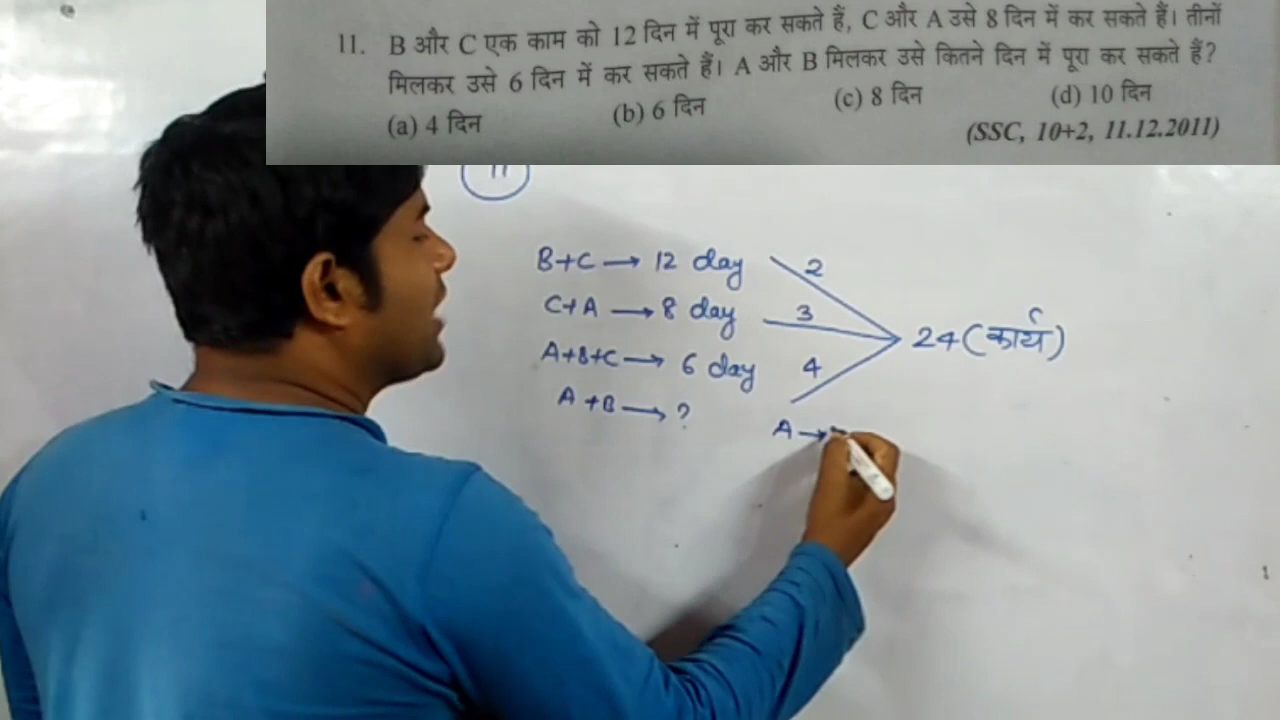 11. B और C एक काम को 12 दिन में पूरा कर सकते हैं, C और A उसे 8 दिन में कर सकते हैं। तीनों
मिलकर उसे 6 दिन में कर सकते हैं। A और B मिलकर उसे कितने दिन में पूरा कर सकते हैं?
(a) 4 दिन (b) 6 दिन (c) 8 दिन (d) 10 दिन
(SSC, 10+2, 11.12.2011)
11
B+C → 12 day 2
C+A → 8 day 3
24 (कार्य)
A+B+C → 6 day 4
A+B → ?
A →
1